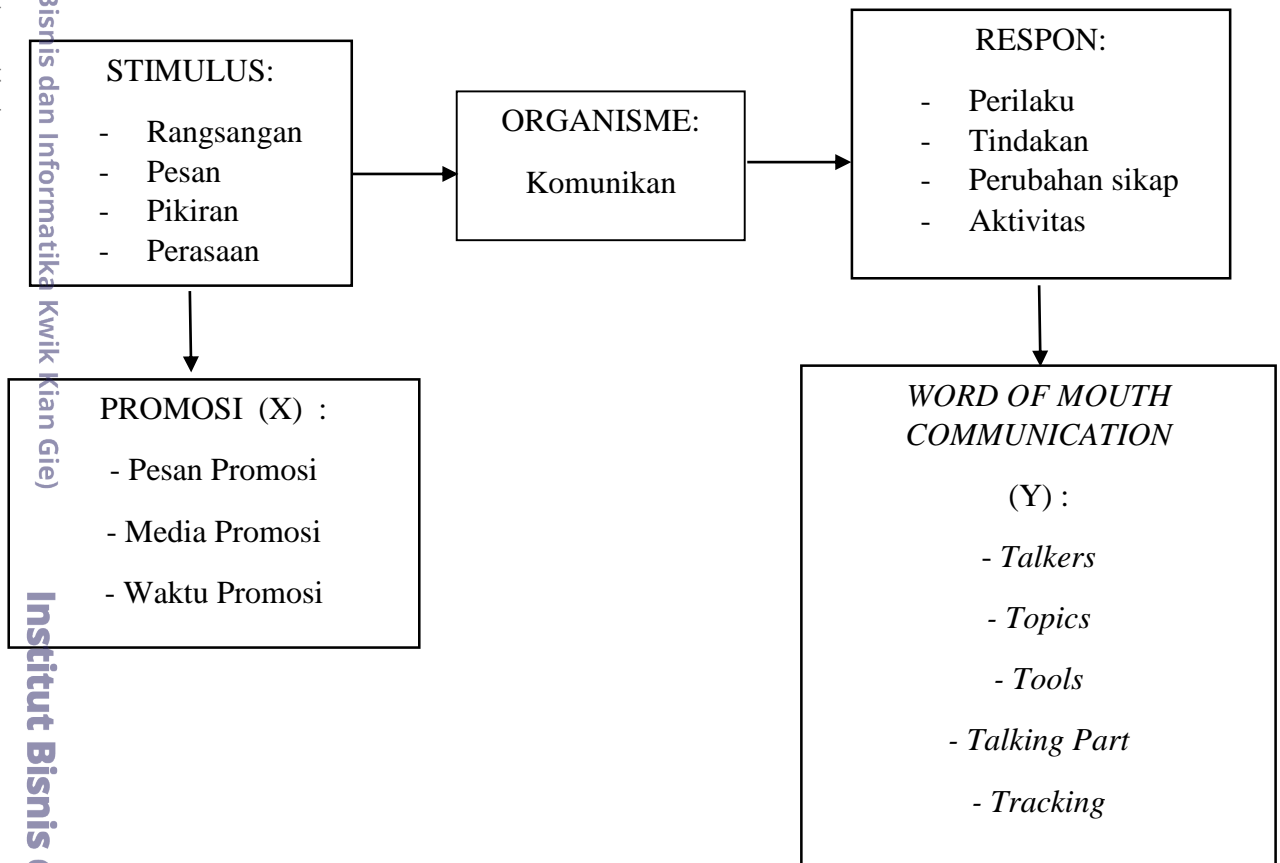 STIMULUS:
- Rangsangan
- Pesan
- Pikiran
- Perasaan
ORGANISME:
Komunikan
RESPON:
- Perilaku
- Tindakan
- Perubahan sikap
- Aktivitas
PROMOSI (X) :
- Pesan Promosi
- Media Promosi
- Waktu Promosi
WORD OF MOUTH
COMMUNICATION
(Y) :
- Talkers
- Topics
- Tools
- Talking Part
- Tracking
dan Informatika Kwik Kian Gie)
Institut Bisnis